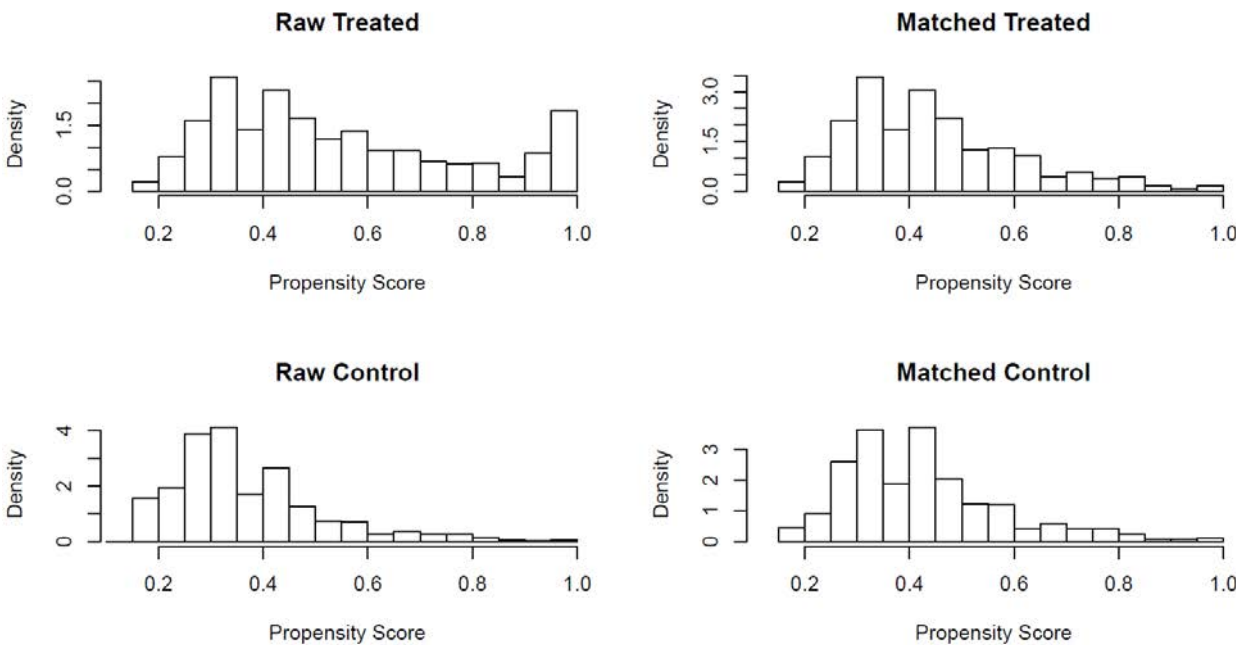 Raw Treated
Density
0.0 1.5
0.2 0.4 0.6 0.8 1.0
Propensity Score
Matched Treated
Density
0.0 1.5 3.0
0.2 0.4 0.6 0.8 1.0
Propensity Score
Raw Control
Density
0 2 4
0.2 0.4 0.6 0.8 1.0
Propensity Score
Matched Control
Density
0 1 2 3
0.2 0.4 0.6 0.8 1.0
Propensity Score